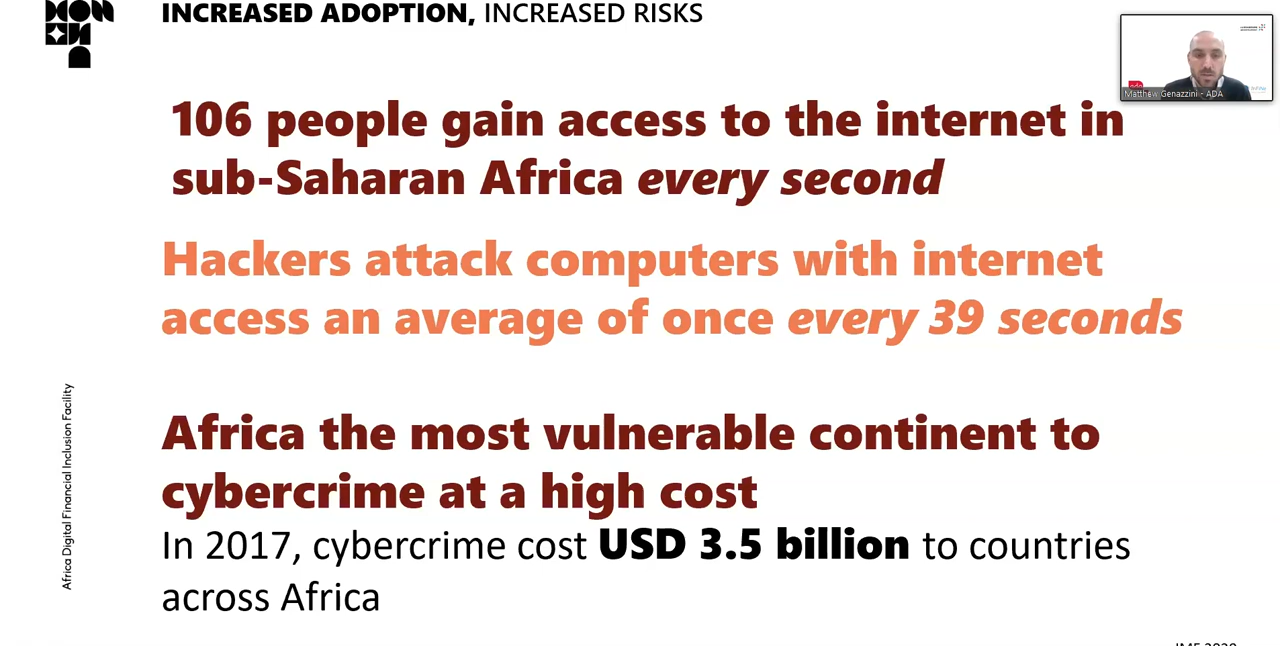 INCREASED ADOPTION, INCREASED RISKS
Matthew Genazzini - ADA
106 people gain access to the internet in
sub-Saharan Africa every second
Hackers attack computers with internet
access an average of once every 39 seconds
Africa Digital Financial Inclusion Facility
Africa the most vulnerable continent to
cybercrime at a high cost
In 2017, cybercrime cost USD 3.5 billion to countries
across Africa